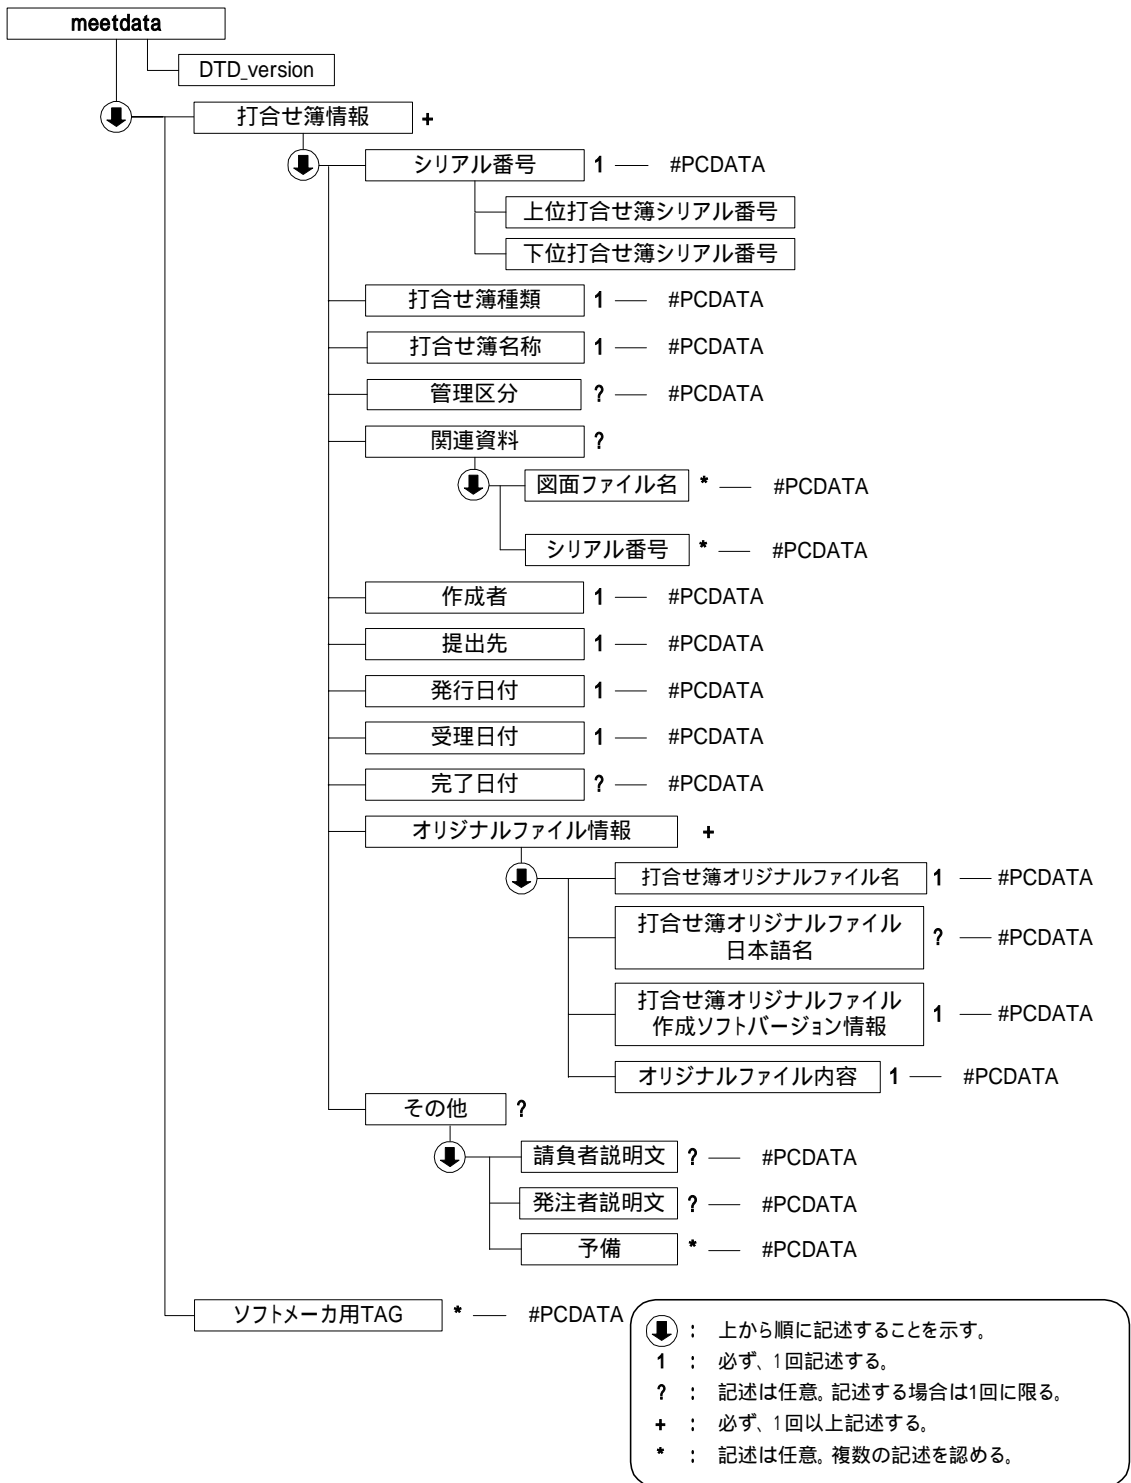 meetdata
DTD_version
打合せ簿情報 +
シリアル番号 1 #PCDATA
上位打合せ簿シリアル番号
下位打合せ簿シリアル番号
打合せ簿種類 1 #PCDATA
打合せ簿名称 1 #PCDATA
管理区分 ? #PCDATA
関連資料 ?
図面ファイル名 * #PCDATA
シリアル番号 * #PCDATA
作成者 1 #PCDATA
提出先 1 #PCDATA
発行日付 1 #PCDATA
受理日付 1 #PCDATA
完了日付 ? #PCDATA
オリジナルファイル情報 +
打合せ簿オリジナルファイル名 1 #PCDATA
打合せ簿オリジナルファイル
日本語名 ? #PCDATA
打合せ簿オリジナルファイル
作成ソフトバージョン情報 1 #PCDATA
オリジナルファイル内容 1 #PCDATA
その他 ?
請負者説明文 ? #PCDATA
発注者説明文 ? #PCDATA
予備 * #PCDATA
ソフトメーカ用TAG * #PCDATA
: 上から順に記述することを示す。
1 : 必ず、1回記述する。
? : 記述は任意。記述する場合は1回に限る。
+ : 必ず、1回以上記述する。
* : 記述は任意。複数の記述を認める。